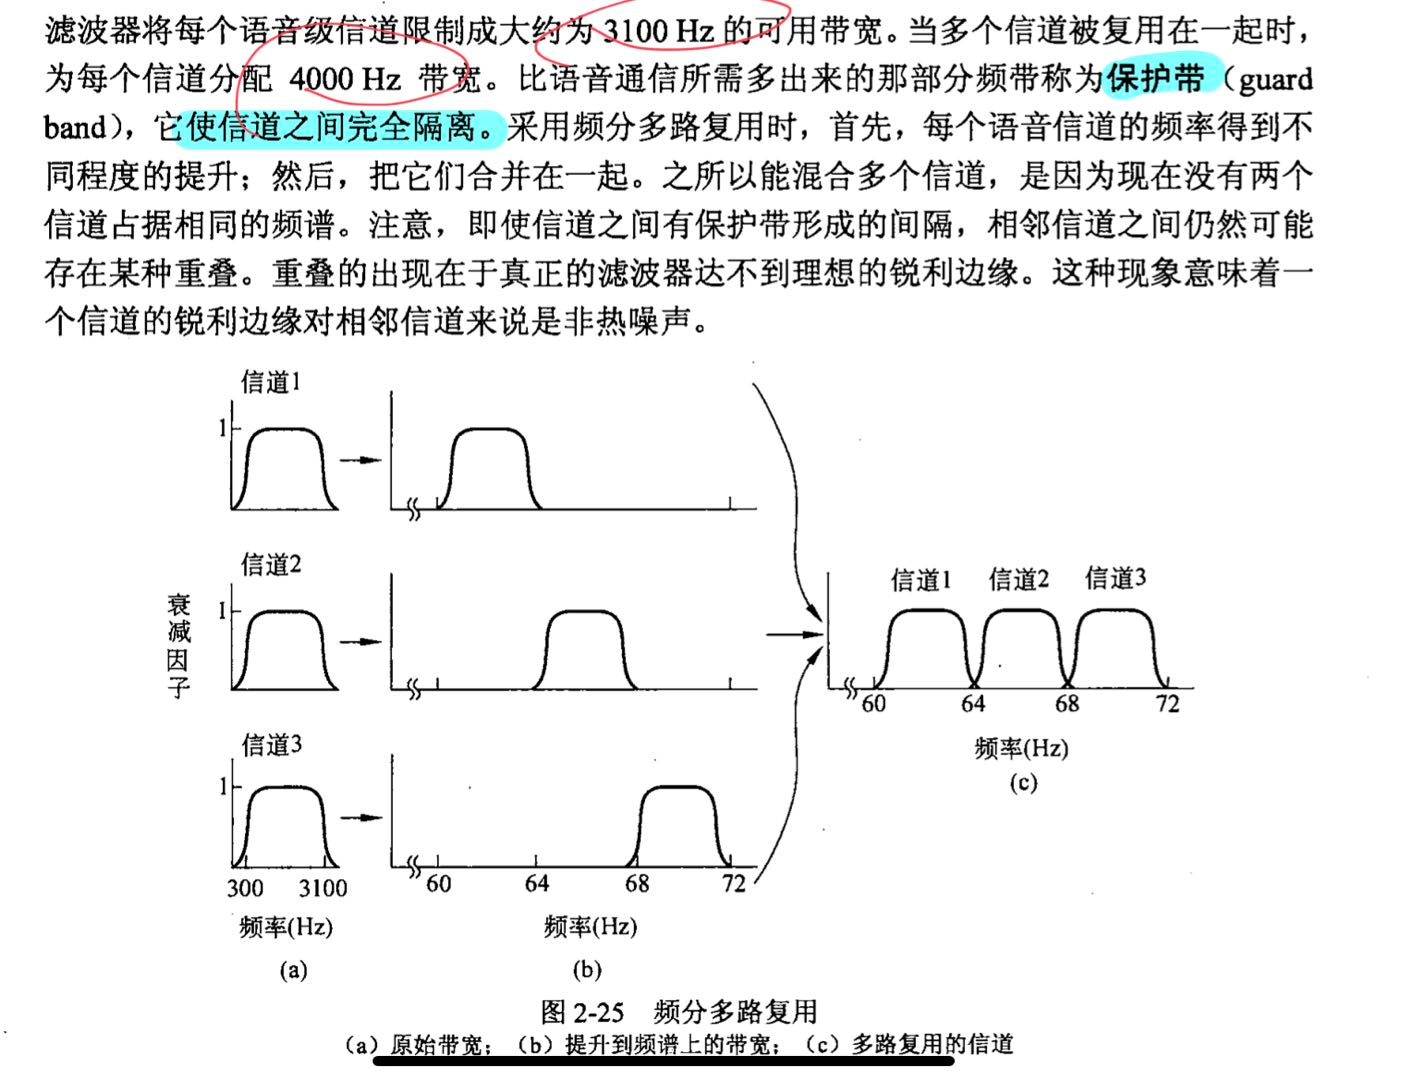 滤波器将每个语音级信道限制成大约为 3100 Hz 的可用带宽。当多个信道被复用在一起时，
为每个信道分配 4000 Hz 带宽。比语音通信所需多出来的那部分频带称为保护带（guard
band），它使信道之间完全隔离。采用频分多路复用时，首先，每个语音信道的频率得到不
同程度的提升；然后，把它们合并在一起。之所以能混合多个信道，是因为现在没有两个
信道占据相同的频谱。注意，即使信道之间有保护带形成的间隔，相邻信道之间仍然可能
存在某种重叠。重叠的出现在于真正的滤波器达不到理想的锐利边缘。这种现象意味着一
个信道的锐利边缘对相邻信道来说是非热噪声。
信道1
1
信道2
1
衰减因子
信道3
1
300 3100
频率(Hz)
(a)
60 64 68 72
频率(Hz)
(b)
信道1 信道2 信道3
60 64 68 72
频率(Hz)
(c)
图 2-25 频分多路复用
（a）原始带宽；（b）提升到频谱上的带宽；（c）多路复用的信道